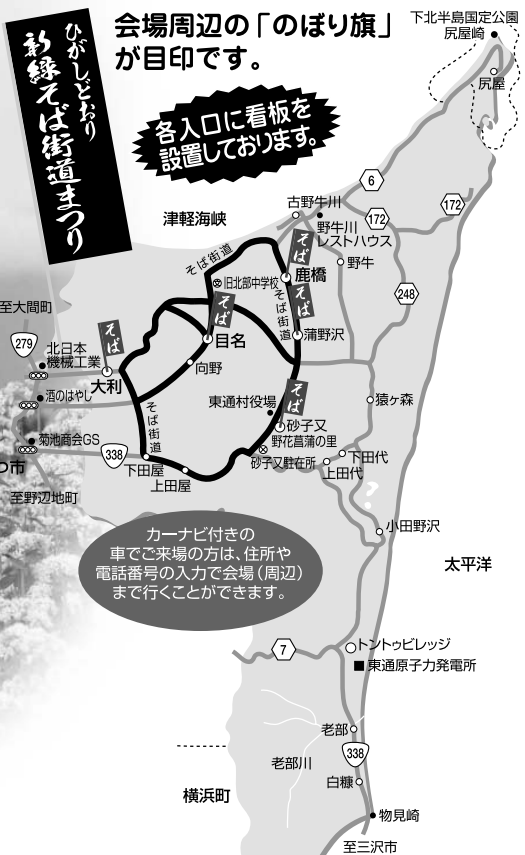 会場周辺の「のぼり旗」
が目印です。
ひがしどおり
新緑そば街道まつり
各入口に看板を
設置しております。
下北半島国定公園
尻屋崎
尻屋
6
古野牛川
172
172
津軽海峡
野牛川
レストハウス
そば街道
そば
野牛
旧北部中学校
鹿橋
248
至大間町
そば
そば
そば街道
279
そば
蒲野沢
北日本
機械工業
目名
大利
向野
酒のはやし
そば
猿ヶ森
東通村役場
そば街道
砂子又
野花菖蒲の里
菊池商会GS
338
砂子又駐在所
下田代
上田代
つ市
下田屋
上田屋
至野辺地町
小田野沢
カーナビ付きの
車でご来場の方は、住所や
電話番号の入力で会場（周辺）
まで行くことができます。
太平洋
7
トントゥビレッジ
東通原子力発電所
老部
338
老部川
白糠
横浜町
物見崎
至三沢市